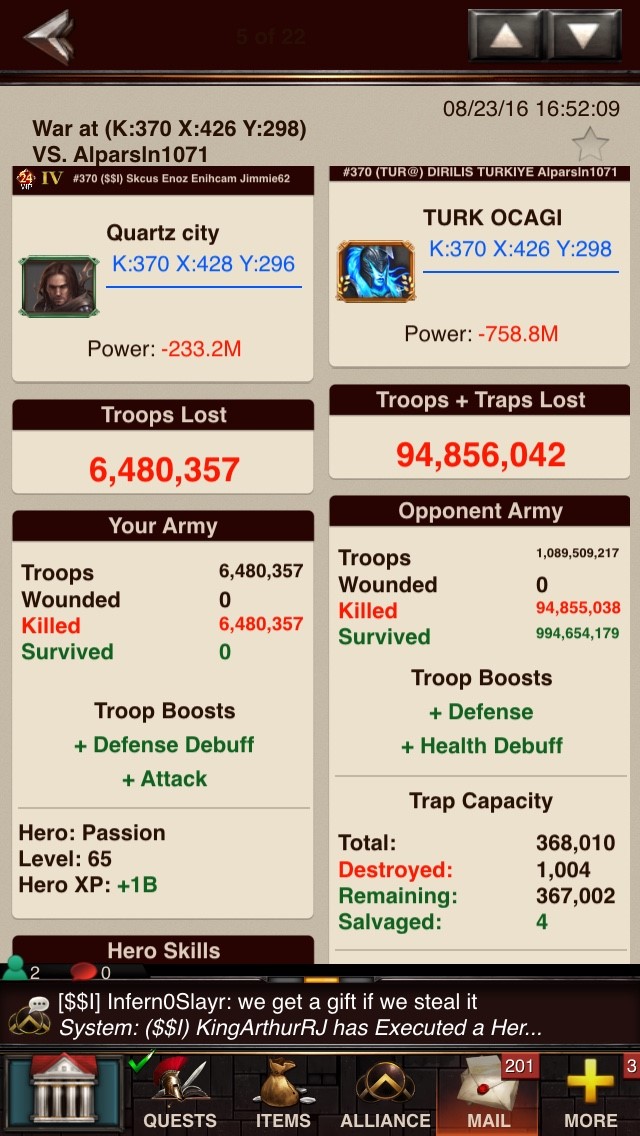 5 of 22
08/23/16 16:52:09
War at (K:370 X:426 Y:298)
VS. AlparsIn1071
24 VIP IV #370 ($$I) Skcus Enoz Enihcam Jimmie62
Quartz city
K:370 X:428 Y:296
Power: -233.2M
Troops Lost
6,480,357
Your Army
Troops 6,480,357
Wounded 0
Killed 6,480,357
Survived 0
Troop Boosts
+ Defense Debuff
+ Attack
Hero: Passion
Level: 65
Hero XP: +1B
Hero Skills
#370 (TUR@) DIRILIS TURKIYE AlparsIn1071
TURK OCAGI
K:370 X:426 Y:298
Power: -758.8M
Troops + Traps Lost
94,856,042
Opponent Army
Troops 1,089,509,217
Wounded 0
Killed 94,855,038
Survived 994,654,179
Troop Boosts
+ Defense
+ Health Debuff
Trap Capacity
Total: 368,010
Destroyed: 1,004
Remaining: 367,002
Salvaged: 4
2 0
[$$I] Infern0Slayr: we get a gift if we steal it
System: ($$I) KingArthurRJ has Executed a Her...
201 3
QUESTS ITEMS ALLIANCE MAIL MORE